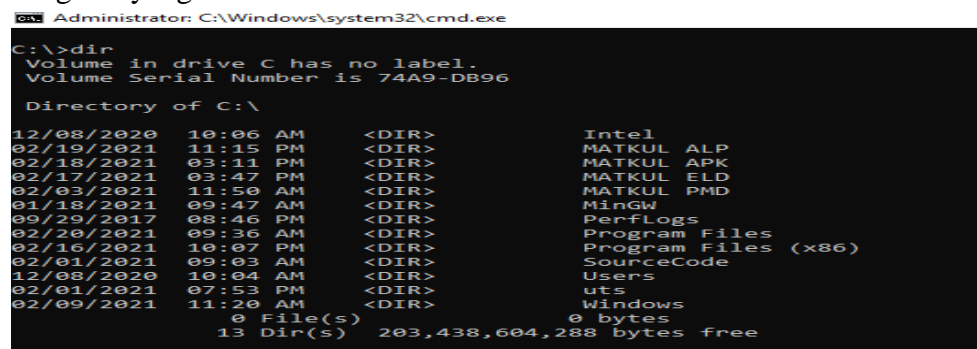 Administrator: C:\Windows\system32\cmd.exe
C:\>dir
Volume in drive C has no label.
Volume Serial Number is 74A9-DB96
Directory of C:\
12/08/2020 10:06 AM <DIR> Intel
02/19/2021 11:15 PM <DIR> MATKUL ALP
02/18/2021 03:11 PM <DIR> MATKUL APK
02/17/2021 03:47 PM <DIR> MATKUL ELD
02/03/2021 11:50 AM <DIR> MATKUL PMD
01/18/2021 09:47 AM <DIR> MinGW
09/29/2017 08:46 PM <DIR> PerfLogs
02/20/2021 09:36 AM <DIR> Program Files
02/16/2021 10:07 PM <DIR> Program Files (x86)
02/01/2021 09:03 AM <DIR> SourceCode
12/08/2020 10:04 AM <DIR> Users
02/01/2021 07:53 PM <DIR> uts
02/09/2021 11:20 AM <DIR> Windows
0 File(s) 0 bytes
13 Dir(s) 203,438,604,288 bytes free